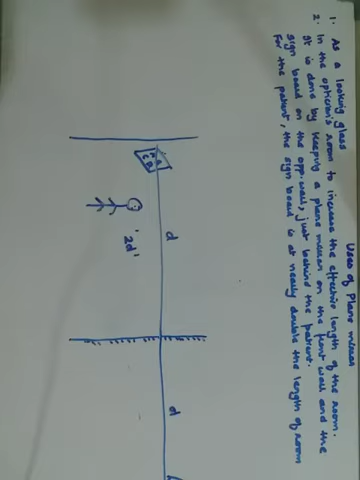 Uses of Plane mirror
1. As a looking glass
2. In the optician's room to increase the effective length of the room.
It is done by keeping a plane mirror on the front wall and the
sign board on the opp. wall, just behind the patient.
For the patient, the sign board is at nearly double the length of room
d
d
'2d'